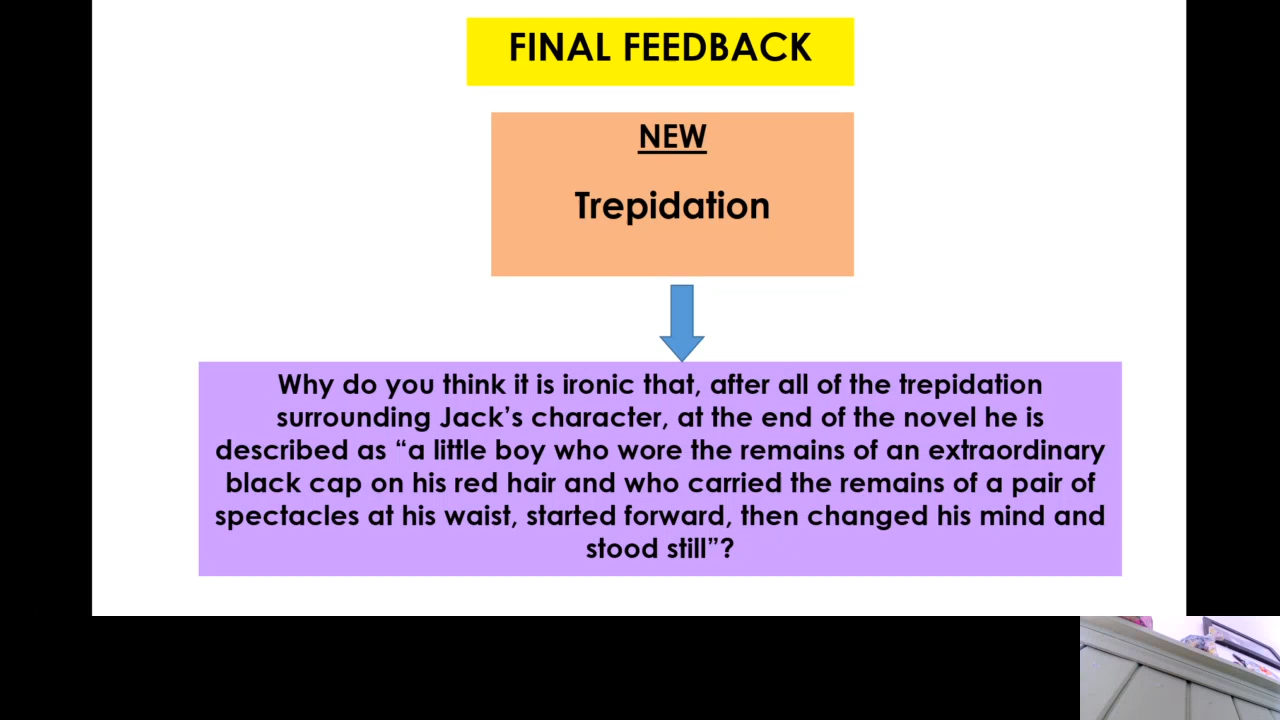 FINAL FEEDBACK
NEW
Trepidation
Why do you think it is ironic that, after all of the trepidation
surrounding Jack’s character, at the end of the novel he is
described as “a little boy who wore the remains of an extraordinary
black cap on his red hair and who carried the remains of a pair of
spectacles at his waist, started forward, then changed his mind and
stood still”?